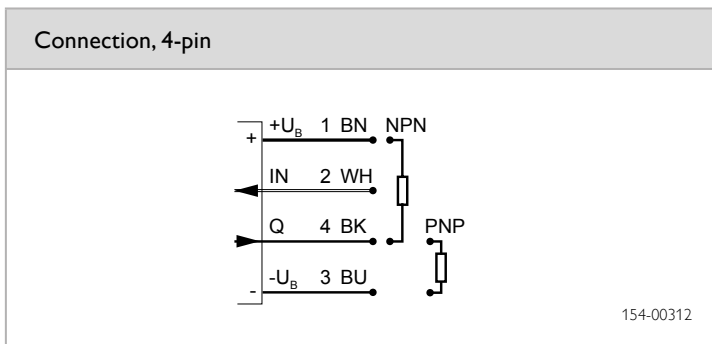 Connection, 4-pin
+U_B 1 BN NPN
+
IN 2 WH
Q 4 BK PNP
-U_B 3 BU
-
154-00312